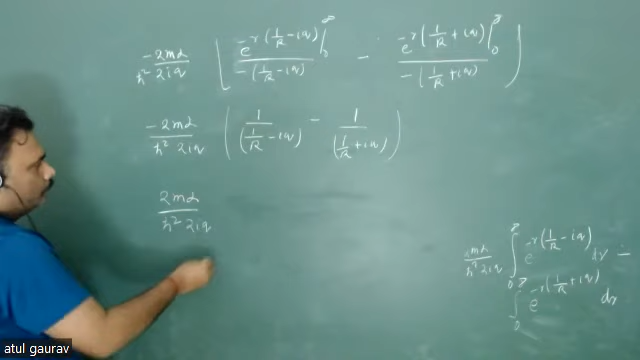 -2mα/ħ² 2iq [ e^{-r(1/R - iq)}/-(1/R - iq) |₀^∞ - e^{-r(1/R + iq)}/-(1/R + iq) |₀^∞ )
-2mα/ħ² 2iq ( 1/(1/R - iq) - 1/(1/R + iq) )
2mα/ħ² 2iq
2mα/ħ² 2iq ∫₀^∞ e^{-r(1/R - iq)} dr -
∫₀^∞ e^{-r(1/R + iq)} dr
atul gaurav